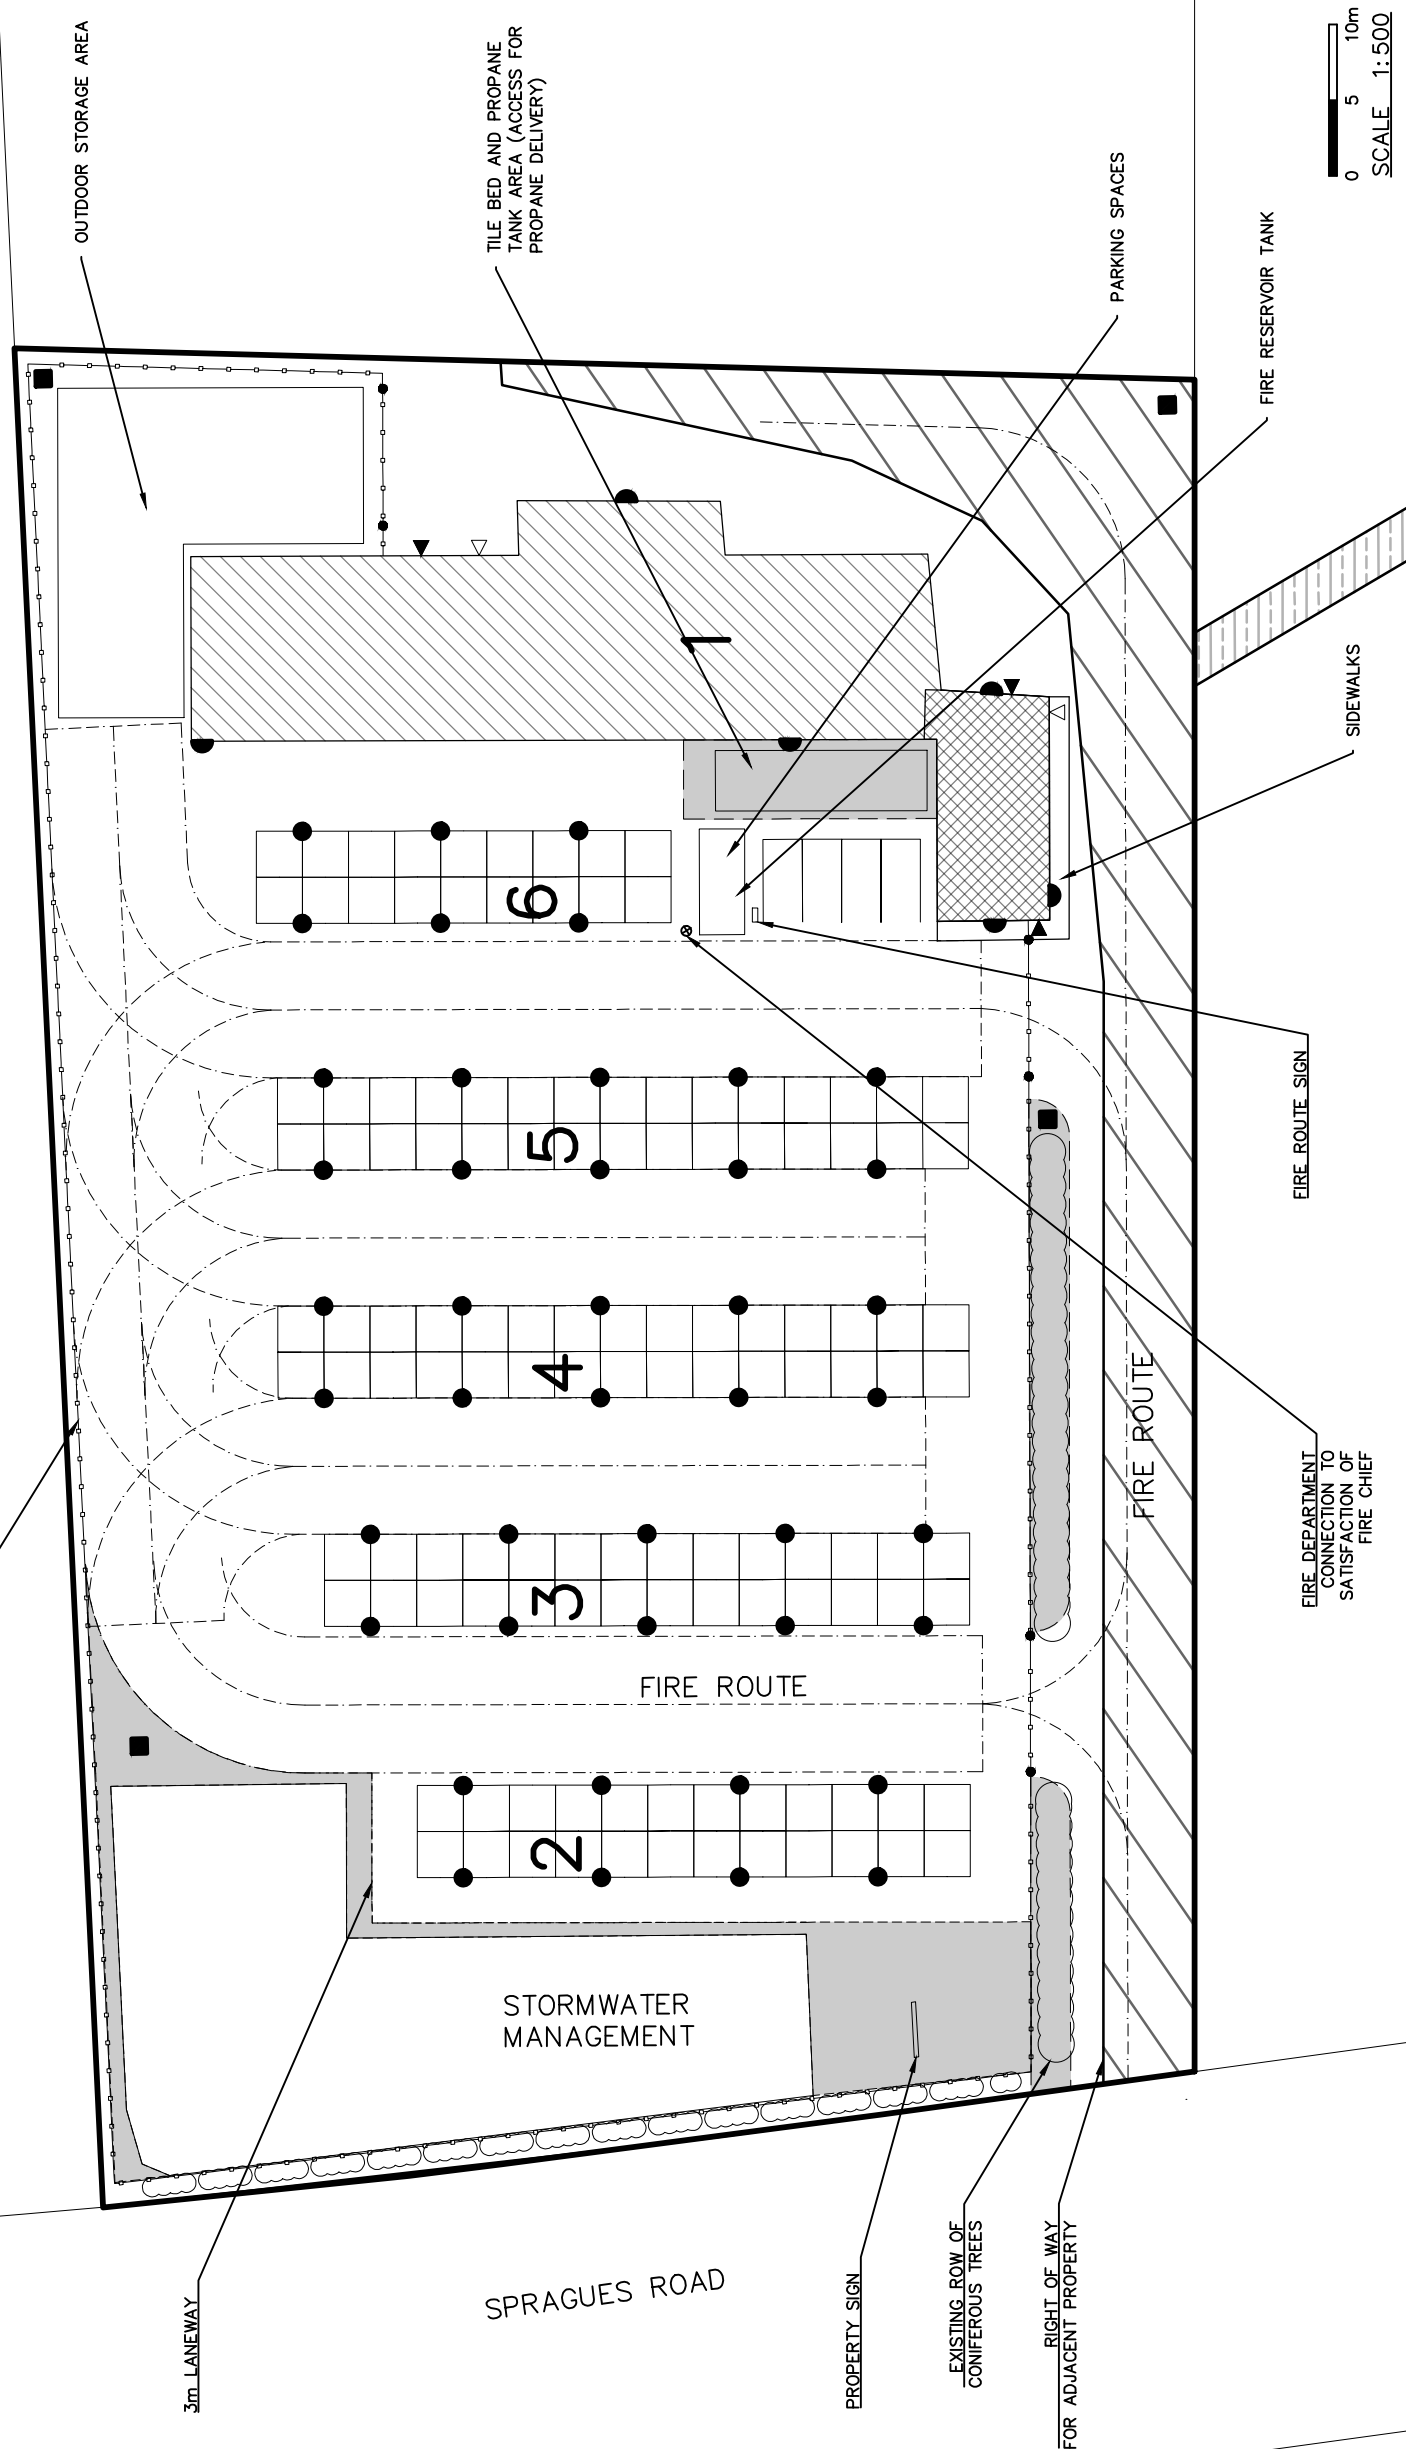 OUTDOOR STORAGE AREA
TILE BED AND PROPANE
TANK AREA (ACCESS FOR
PROPANE DELIVERY)
PARKING SPACES
FIRE RESERVOIR TANK
0 5 10m
SCALE 1:500
SIDEWALKS
1
6
5
4
3
2
FIRE ROUTE SIGN
FIRE ROUTE
FIRE DEPARTMENT
CONNECTION TO
SATISFACTION OF
FIRE CHIEF
FIRE ROUTE
STORMWATER
MANAGEMENT
3m LANEWAY
SPRAGUES ROAD
PROPERTY SIGN
EXISTING ROW OF
CONIFEROUS TREES
RIGHT OF WAY
FOR ADJACENT PROPERTY